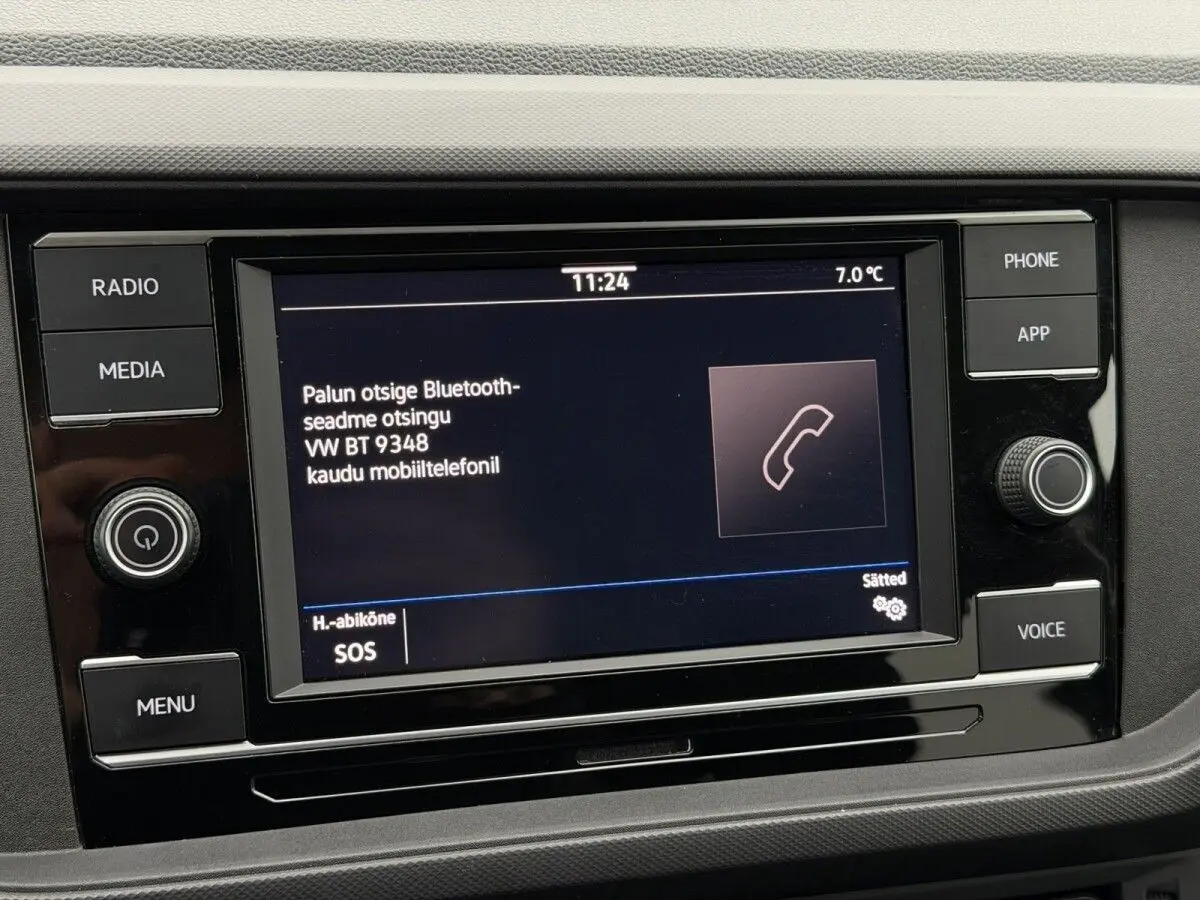 RADIO
MEDIA
MENU
11:24
7.0 °C
Palun otsige Bluetooth-
seadme otsingu
VW BT 9348
kaudu mobiiltelefonil
Sätted
H.-abikõne
SOS
PHONE
APP
VOICE